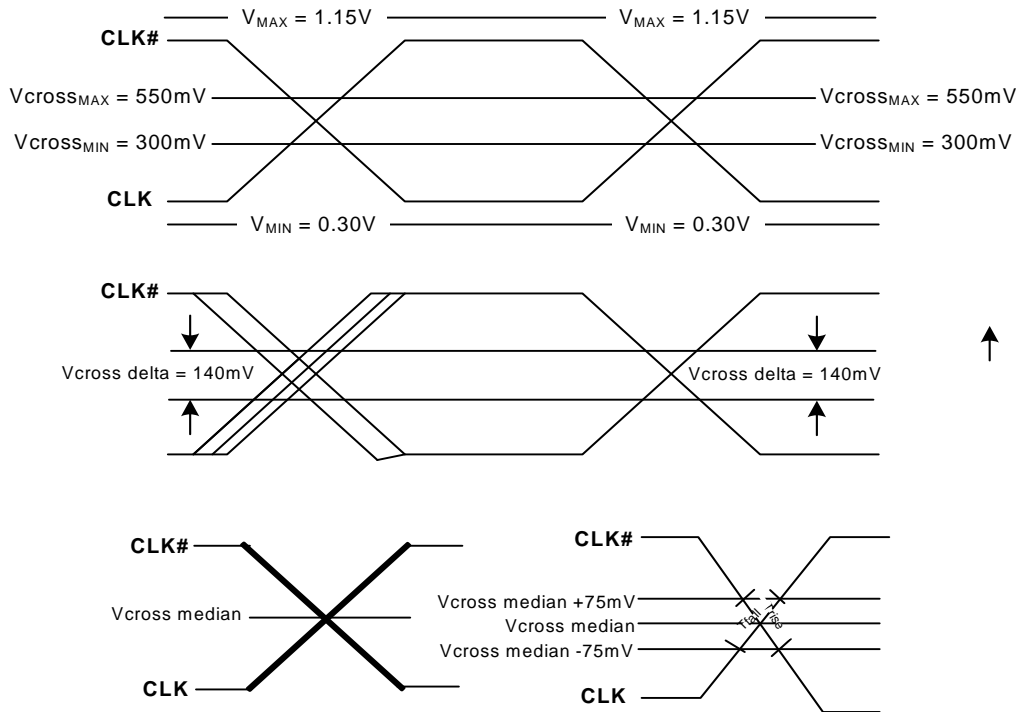 V_MAX = 1.15V V_MAX = 1.15V
CLK#
Vcross_MAX = 550mV Vcross_MAX = 550mV
Vcross_MIN = 300mV Vcross_MIN = 300mV
CLK
V_MIN = 0.30V V_MIN = 0.30V
CLK#
Vcross delta = 140mV Vcross delta = 140mV
CLK#
Vcross median
CLK
CLK#
Vcross median +75mV
Tfall Trise
Vcross median
Vcross median -75mV
CLK